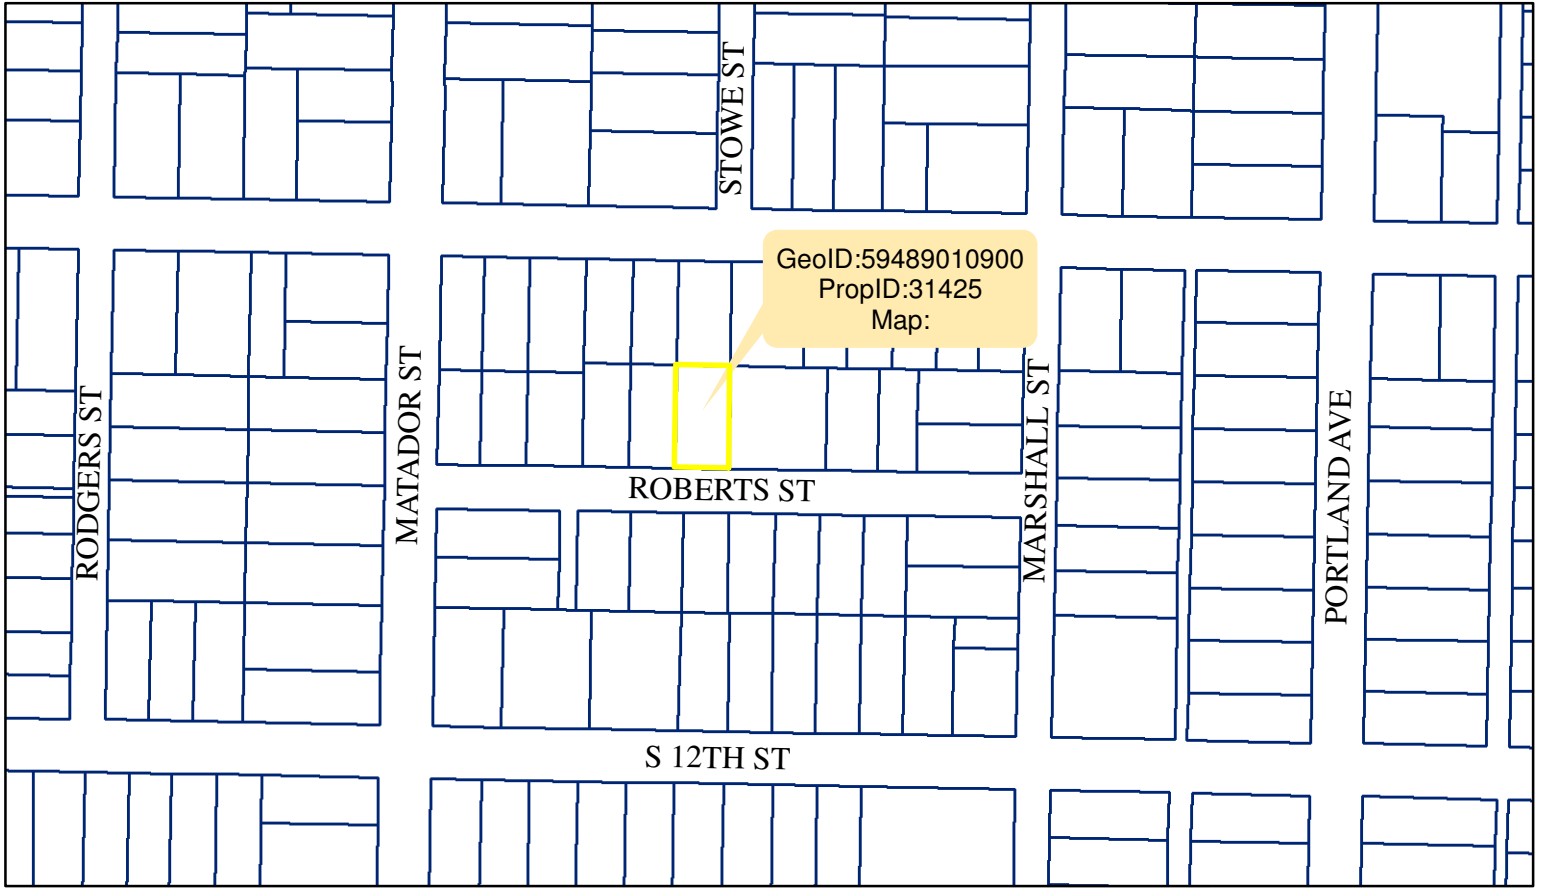 STOWE ST
GeoID:59489010900
PropID:31425
Map:
RODGERS ST
MATADOR ST
MARSHALL ST
PORTLAND AVE
ROBERTS ST
S 12TH ST